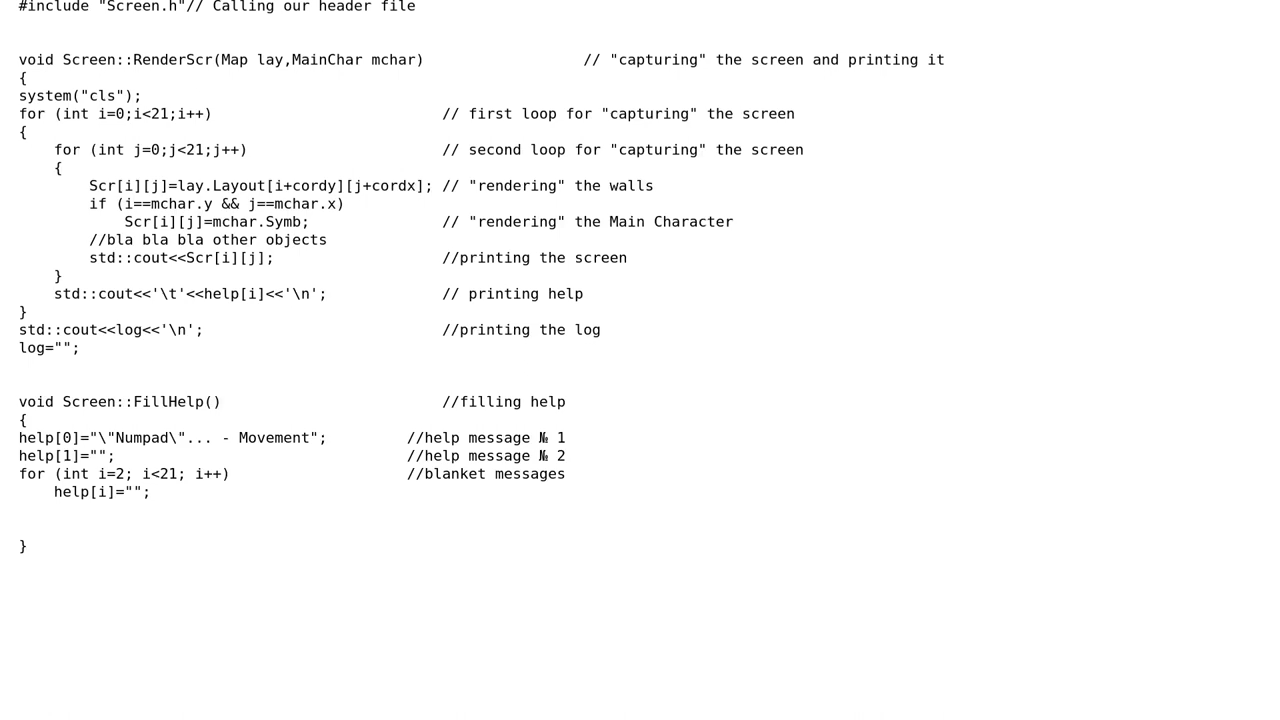 #include "Screen.h"// Calling our header file
void Screen::RenderScr(Map lay,MainChar mchar)                  // "capturing" the screen and printing it
{
system("cls");
for (int i=0;i<21;i++)                          // first loop for "capturing" the screen
{
    for (int j=0;j<21;j++)                      // second loop for "capturing" the screen
    {
        Scr[i][j]=lay.Layout[i+cordy][j+cordx]; // "rendering" the walls
        if (i==mchar.y && j==mchar.x)
            Scr[i][j]=mchar.Symb;               // "rendering" the Main Character
        //bla bla bla other objects
        std::cout<<Scr[i][j];                   //printing the screen
    }
    std::cout<<'\t'<<help[i]<<'\n';             // printing help
}
std::cout<<log<<'\n';                           //printing the log
log="";
void Screen::FillHelp()                         //filling help
{
help[0]="\"Numpad\"... - Movement";         //help message № 1
help[1]="";                                 //help message № 2
for (int i=2; i<21; i++)                    //blanket messages
    help[i]="";
}